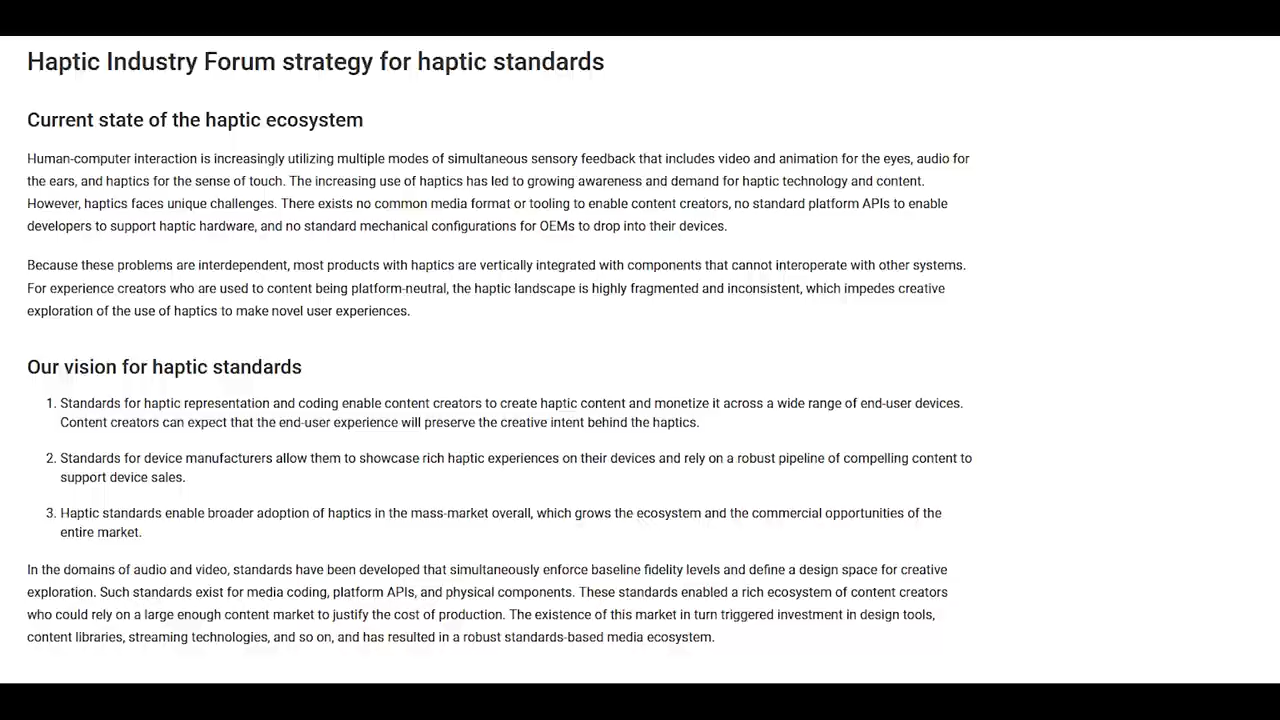 Haptic Industry Forum strategy for haptic standards
Current state of the haptic ecosystem
Human-computer interaction is increasingly utilizing multiple modes of simultaneous sensory feedback that includes video and animation for the eyes, audio for
the ears, and haptics for the sense of touch. The increasing use of haptics has led to growing awareness and demand for haptic technology and content.
However, haptics faces unique challenges. There exists no common media format or tooling to enable content creators, no standard platform APIs to enable
developers to support haptic hardware, and no standard mechanical configurations for OEMs to drop into their devices.
Because these problems are interdependent, most products with haptics are vertically integrated with components that cannot interoperate with other systems.
For experience creators who are used to content being platform-neutral, the haptic landscape is highly fragmented and inconsistent, which impedes creative
exploration of the use of haptics to make novel user experiences.
Our vision for haptic standards
1. Standards for haptic representation and coding enable content creators to create haptic content and monetize it across a wide range of end-user devices.
Content creators can expect that the end-user experience will preserve the creative intent behind the haptics.
2. Standards for device manufacturers allow them to showcase rich haptic experiences on their devices and rely on a robust pipeline of compelling content to
support device sales.
3. Haptic standards enable broader adoption of haptics in the mass-market overall, which grows the ecosystem and the commercial opportunities of the
entire market.
In the domains of audio and video, standards have been developed that simultaneously enforce baseline fidelity levels and define a design space for creative
exploration. Such standards exist for media coding, platform APIs, and physical components. These standards enabled a rich ecosystem of content creators
who could rely on a large enough content market to justify the cost of production. The existence of this market in turn triggered investment in design tools,
content libraries, streaming technologies, and so on, and has resulted in a robust standards-based media ecosystem.